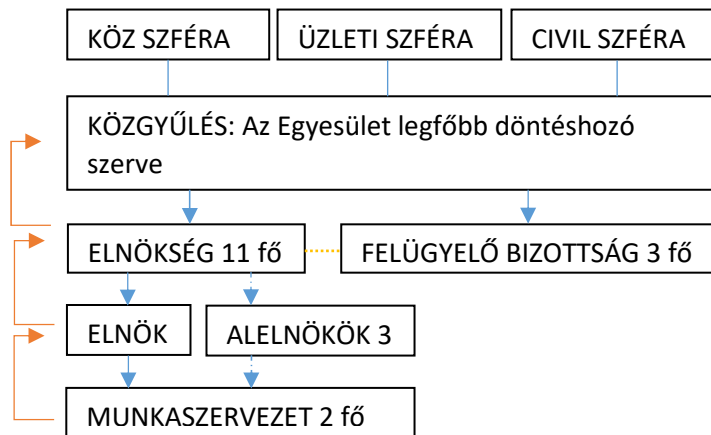 KÖZ SZFÉRA
ÜZLETI SZFÉRA
CIVIL SZFÉRA
KÖZGYŰLÉS: Az Egyesület legfőbb döntéshozó
szerve
ELNÖKSÉG 11 fő
FELÜGYELŐ BIZOTTSÁG 3 fő
ELNÖK
ALELNÖKÖK 3
MUNKASZERVEZET 2 fő